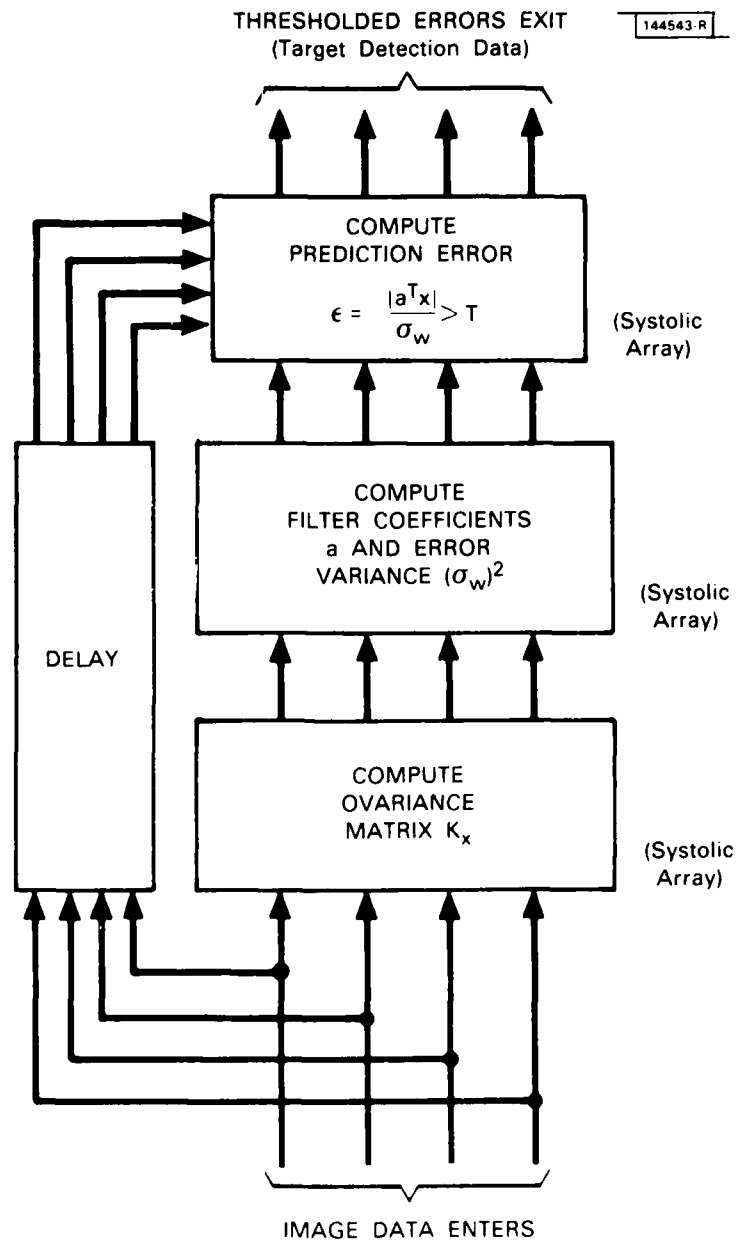 THRESHOLDED ERRORS EXIT
(Target Detection Data)
144543-R
COMPUTE
PREDICTION ERROR
ϵ = |aᵀx| / σ_w > T
(Systolic
Array)
COMPUTE
FILTER COEFFICIENTS
a AND ERROR
VARIANCE (σ_w)²
(Systolic
Array)
DELAY
COMPUTE
OVARIANCE
MATRIX K_x
(Systolic
Array)
IMAGE DATA ENTERS